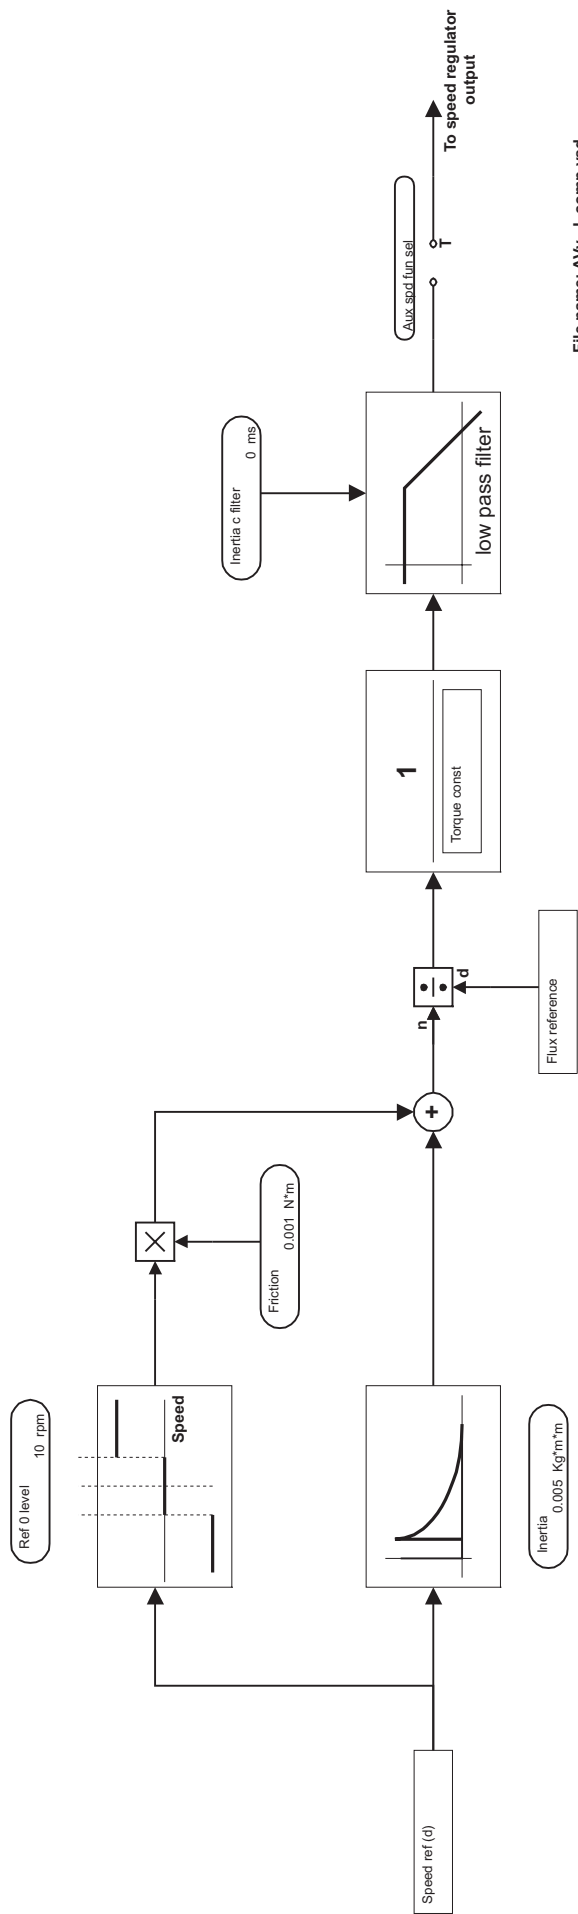 Speed ref (d)
Ref 0 level
10 rpm
Speed
Inertia
0.005 Kg*m*m
Friction
0.001 N*m
+
n
d
Flux reference
1
Torque const
Inertia c filter
0 ms
low pass filter
Aux spd fun sel
T
To speed regulator
output